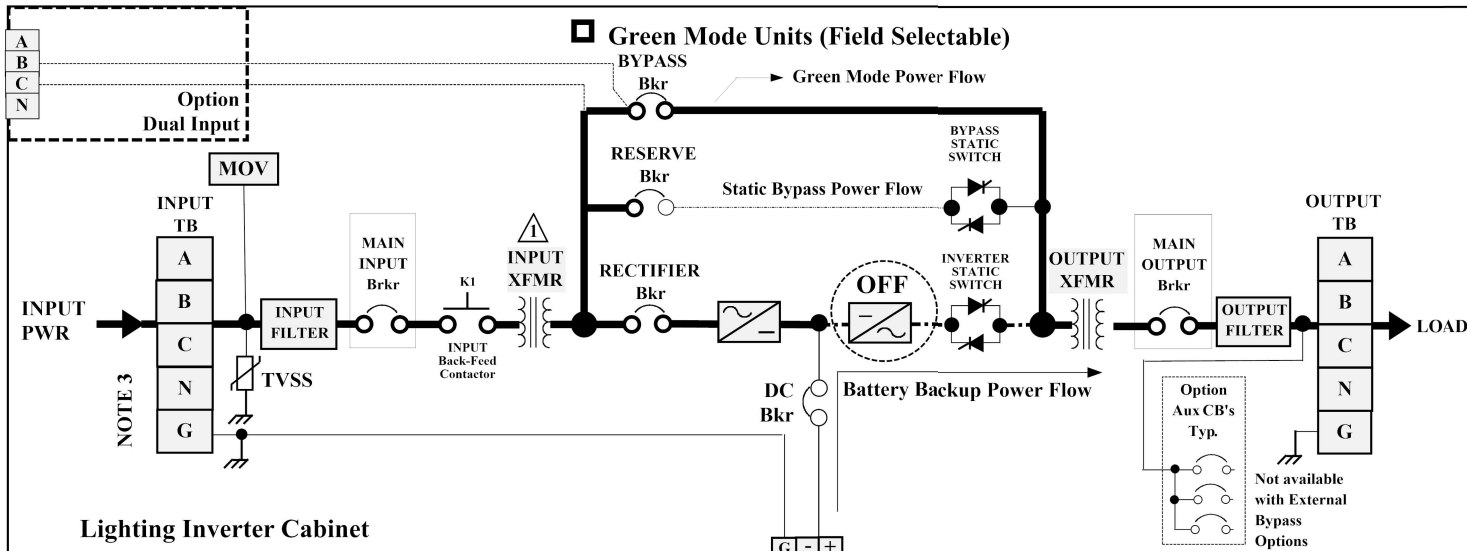 A
B
C
N
Option
Dual Input
Green Mode Units (Field Selectable)
BYPASS
Bkr
Green Mode Power Flow
MOV
RESERVE
Bkr
Static Bypass Power Flow
BYPASS
STATIC
SWITCH
INPUT
TB
A
B
C
N
G
INPUT
PWR
NOTE 3
TVSS
INPUT
FILTER
MAIN
INPUT
Brkr
K1
INPUT
Back-Feed
Contactor
1
INPUT
XFMR
RECTIFIER
Bkr
OFF
INVERTER
STATIC
SWITCH
OUTPUT
XFMR
MAIN
OUTPUT
Brkr
OUTPUT
FILTER
OUTPUT
TB
A
B
C
N
G
LOAD
DC
Bkr
Battery Backup Power Flow
Option
Aux CB's
Typ.
Not available
with External
Bypass
Options
Lighting Inverter Cabinet
G - +